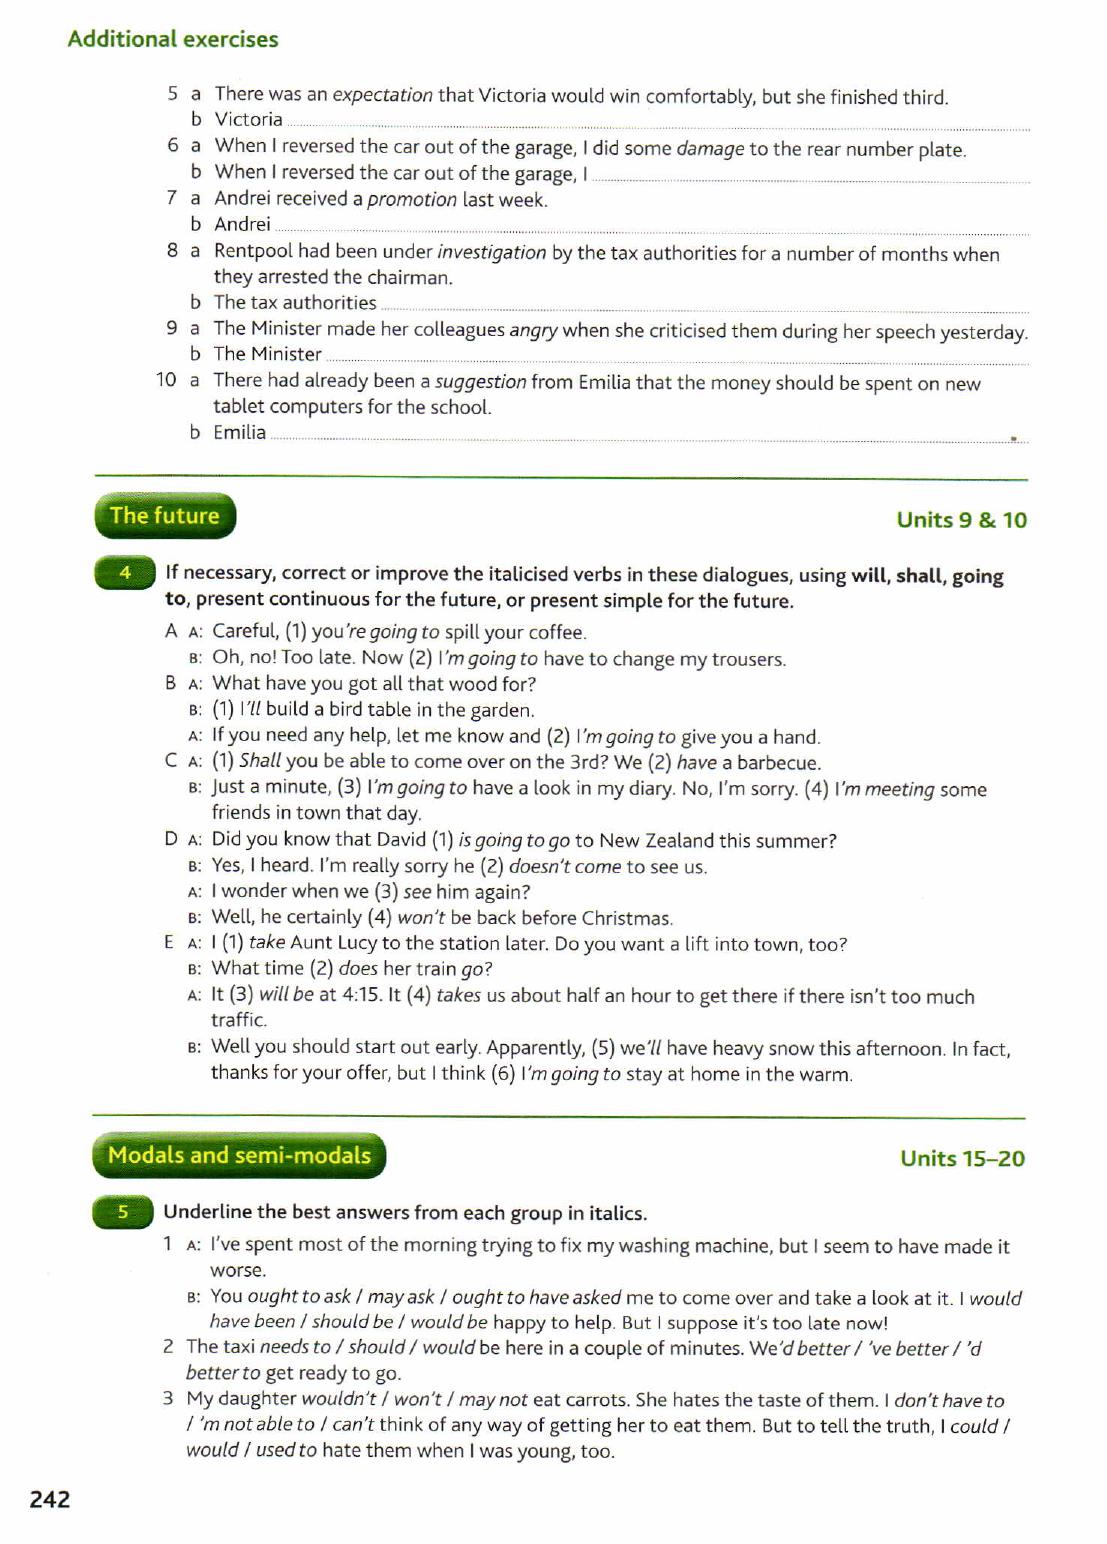 Additional exercises
5 a There was an expectation that Victoria would win comfortably, but she finished third.
b Victoria
6 a When I reversed the car out of the garage, I did some damage to the rear number plate.
b When I reversed the car out of the garage, I
7 a Andrei received a promotion last week.
b Andrei
8 a Rentpool had been under investigation by the tax authorities for a number of months when
they arrested the chairman.
b The tax authorities
9 a The Minister made her colleagues angry when she criticised them during her speech yesterday.
b The Minister
10 a There had already been a suggestion from Emilia that the money should be spent on new
tablet computers for the school.
b Emilia
The future Units 9 & 10
4 If necessary, correct or improve the italicised verbs in these dialogues, using will, shall, going
to, present continuous for the future, or present simple for the future.
A A: Careful, (1) you're going to spill your coffee.
B: Oh, no! Too late. Now (2) I'm going to have to change my trousers.
B A: What have you got all that wood for?
B: (1) I'll build a bird table in the garden.
A: If you need any help, let me know and (2) I'm going to give you a hand.
C A: (1) Shall you be able to come over on the 3rd? We (2) have a barbecue.
B: Just a minute, (3) I'm going to have a look in my diary. No, I'm sorry. (4) I'm meeting some
friends in town that day.
D A: Did you know that David (1) is going to go to New Zealand this summer?
B: Yes, I heard. I'm really sorry he (2) doesn't come to see us.
A: I wonder when we (3) see him again?
B: Well, he certainly (4) won't be back before Christmas.
E A: I (1) take Aunt Lucy to the station later. Do you want a lift into town, too?
B: What time (2) does her train go?
A: It (3) will be at 4:15. It (4) takes us about half an hour to get there if there isn't too much
traffic.
B: Well you should start out early. Apparently, (5) we'll have heavy snow this afternoon. In fact,
thanks for your offer, but I think (6) I'm going to stay at home in the warm.
Modals and semi-modals Units 15–20
5 Underline the best answers from each group in italics.
1 A: I've spent most of the morning trying to fix my washing machine, but I seem to have made it
worse.
B: You ought to ask / may ask / ought to have asked me to come over and take a look at it. I would
have been / should be / would be happy to help. But I suppose it's too late now!
2 The taxi needs to / should / would be here in a couple of minutes. We'd better / 've better / 'd
better to get ready to go.
3 My daughter wouldn't / won't / may not eat carrots. She hates the taste of them. I don't have to
/ 'm not able to / can't think of any way of getting her to eat them. But to tell the truth, I could /
would / used to hate them when I was young, too.
242